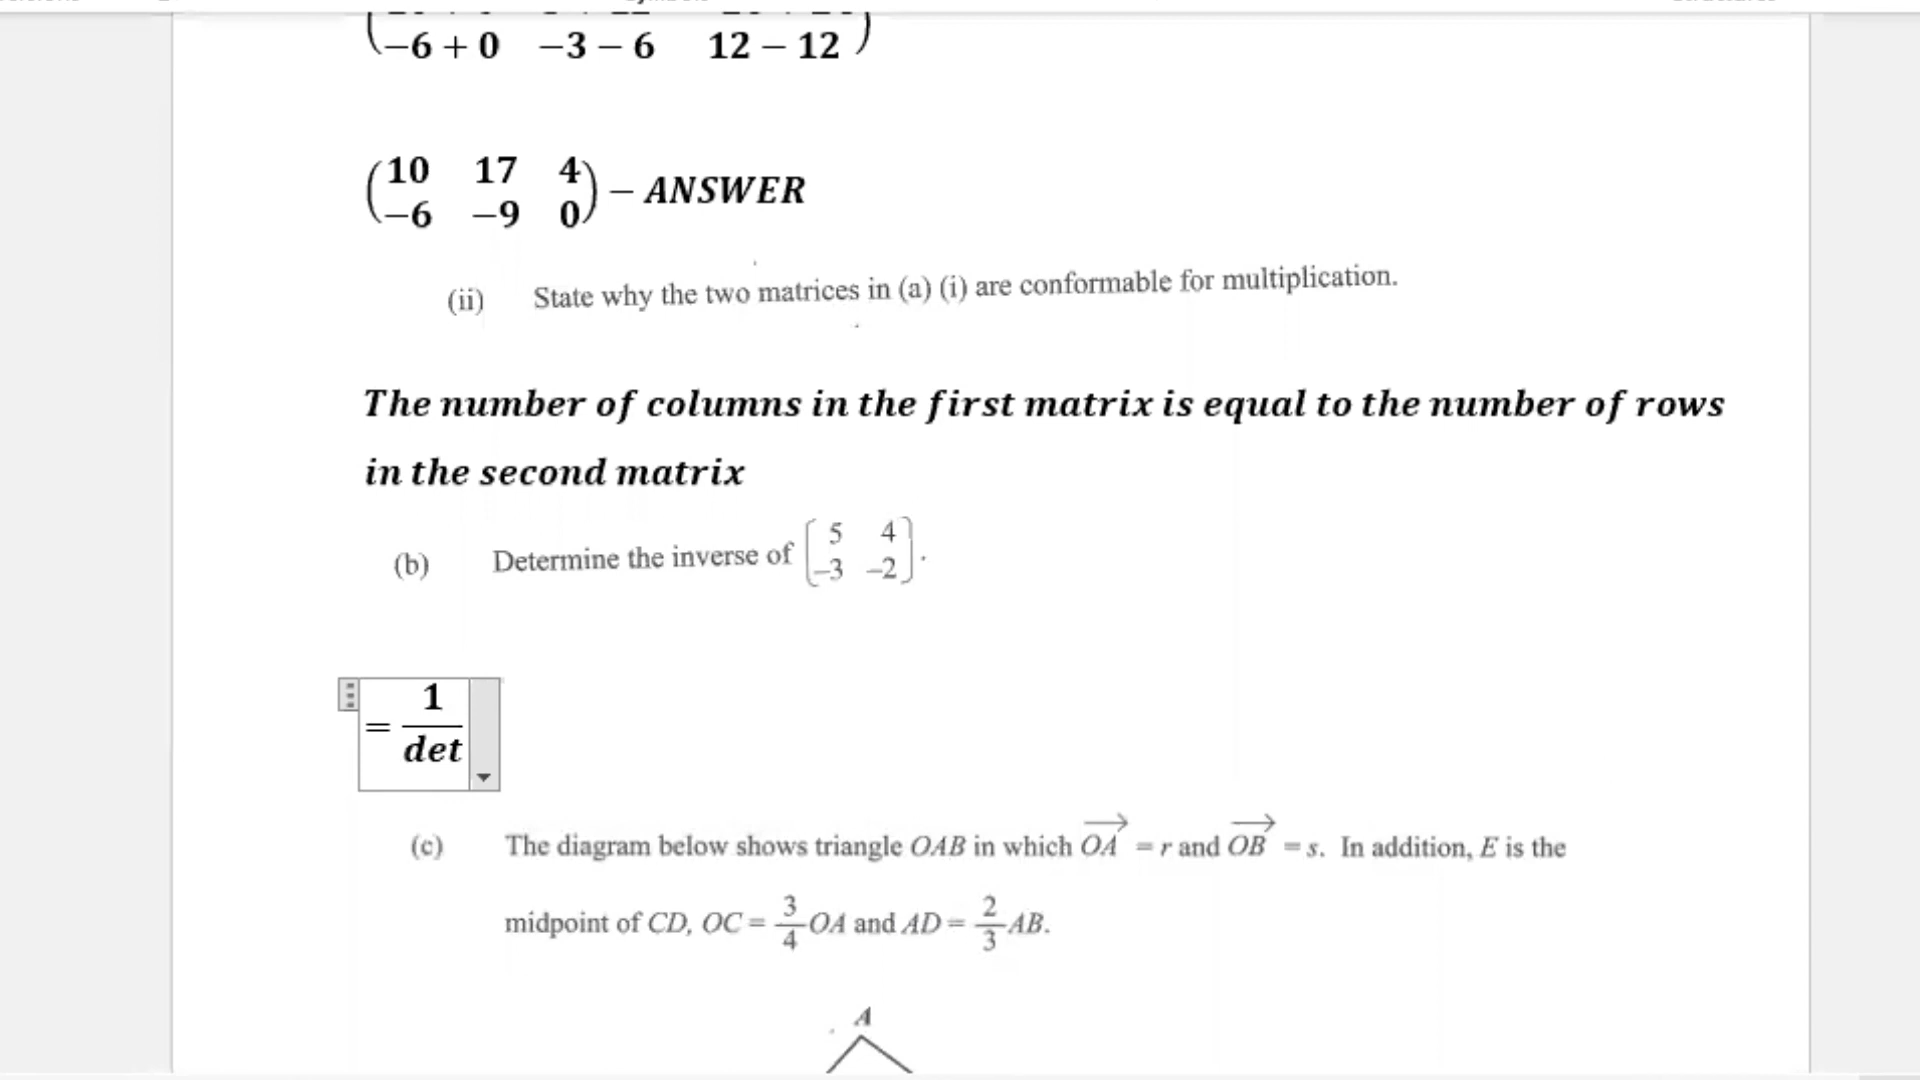 −6 + 0 −3 − 6 12 − 12
10 17 4
−6 −9 0 − ANSWER
(ii) State why the two matrices in (a) (i) are conformable for multiplication.
The number of columns in the first matrix is equal to the number of rows
in the second matrix
(b) Determine the inverse of [5 4
−3 −2].
= 1
det
(c) The diagram below shows triangle OAB in which OA = r and OB = s. In addition, E is the
midpoint of CD, OC = 3/4 OA and AD = 2/3 AB.
A